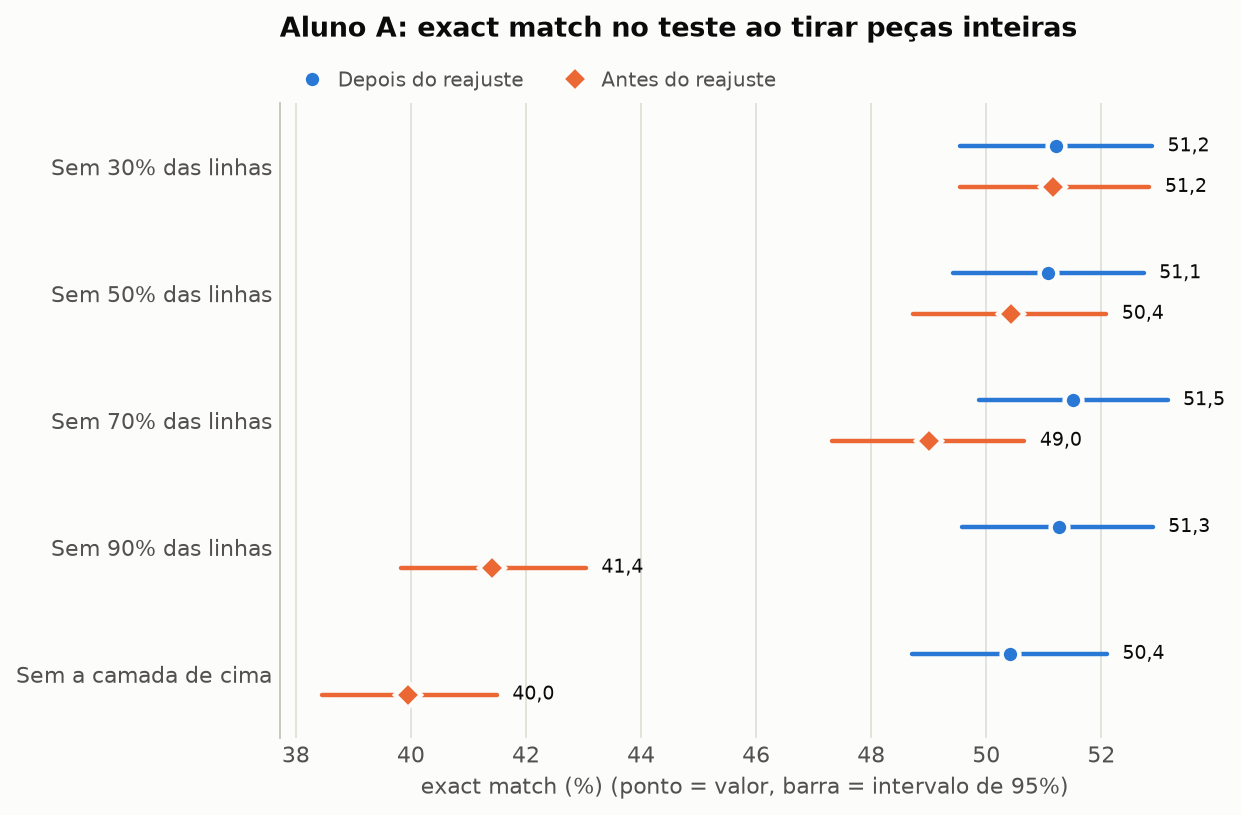 Aluno A: exact match no teste ao tirar peças inteiras
Depois do reajuste
Antes do reajuste
Sem 30% das linhas
51,2
51,2
Sem 50% das linhas
51,1
50,4
Sem 70% das linhas
51,5
49,0
Sem 90% das linhas
51,3
41,4
Sem a camada de cima
50,4
40,0
38 40 42 44 46 48 50 52
exact match (%) (ponto = valor, barra = intervalo de 95%)